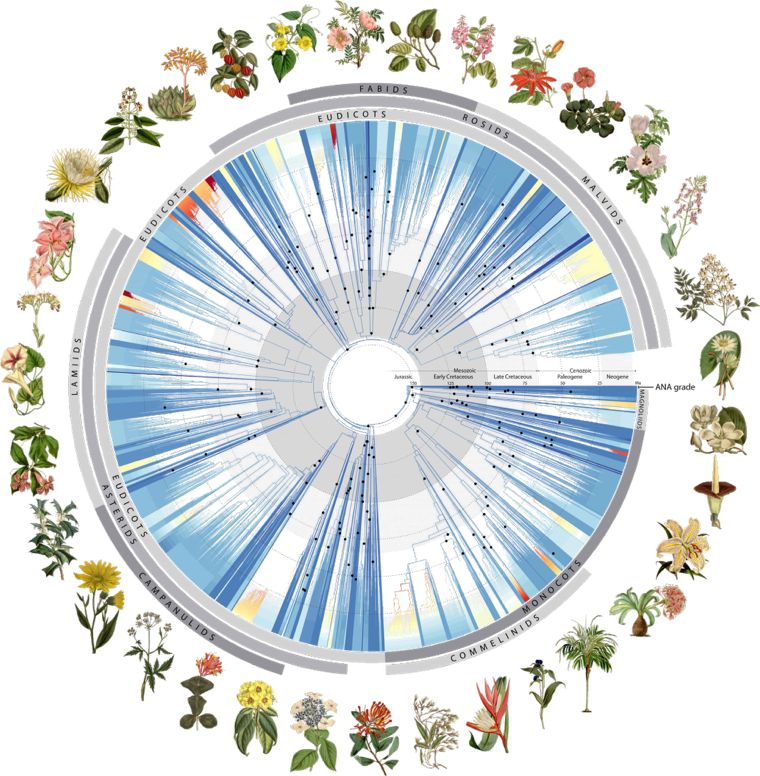 FABIDS
EUDICOTS
ROSIDS
MALVIDS
EUDICOTS
LAMIIDS
Mesozoic
Cenozoic
Jurassic
Early Cretaceous
Late Cretaceous
Paleogene
Neogene
150
125
100
75
50
25
Ma
ANA grade
MAGNOLIIDS
EUDICOTS
ASTERIDS
CAMPANULIDS
MONOCOTS
COMMELINIDS